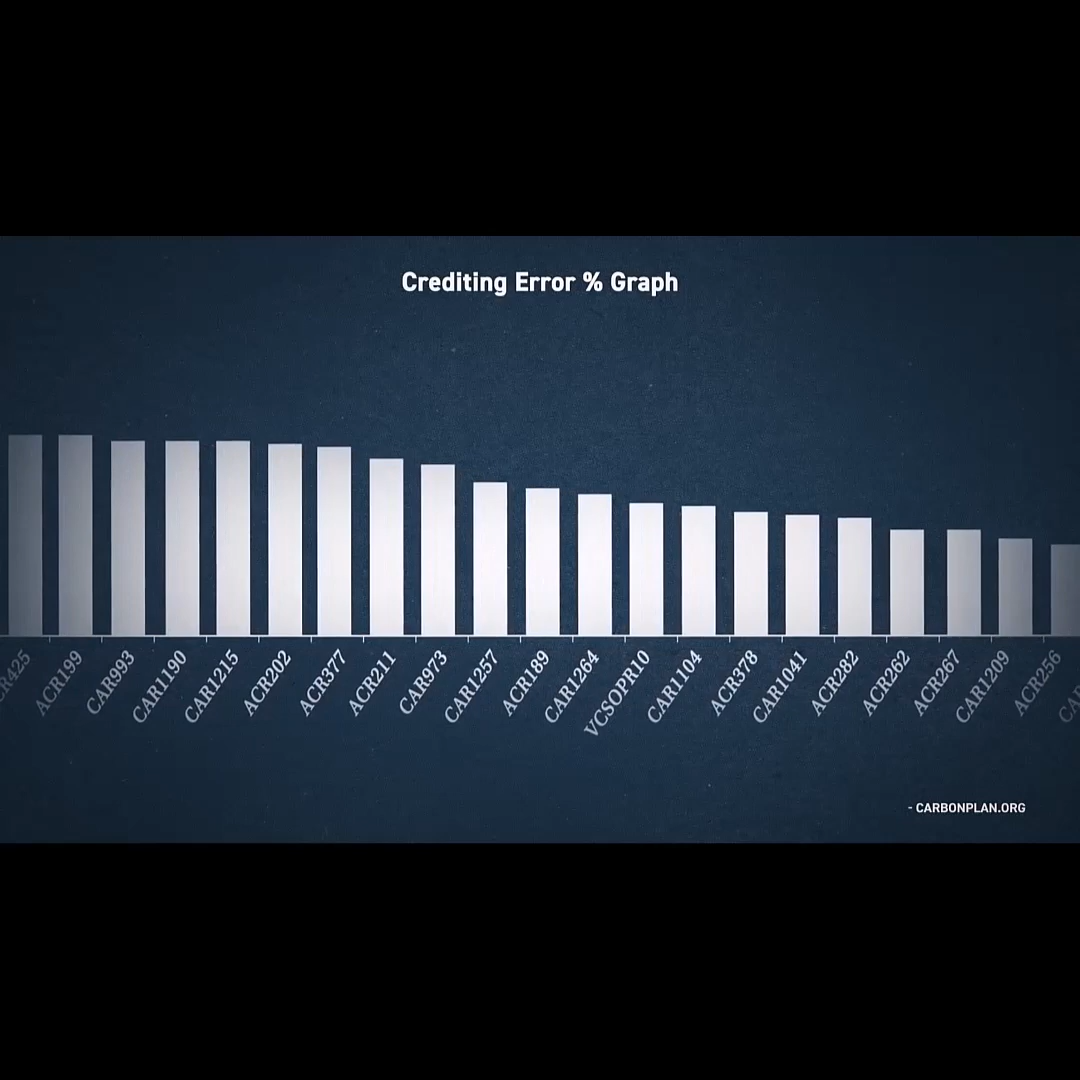 Crediting Error % Graph
ACR199
CAR993
CAR1190
CAR1215
ACR202
ACR377
ACR211
CAR973
CAR1257
ACR189
CAR1264
VCSOPR10
CAR1104
ACR378
CAR1041
ACR282
ACR262
ACR267
CAR1209
ACR256
- CARBONPLAN.ORG